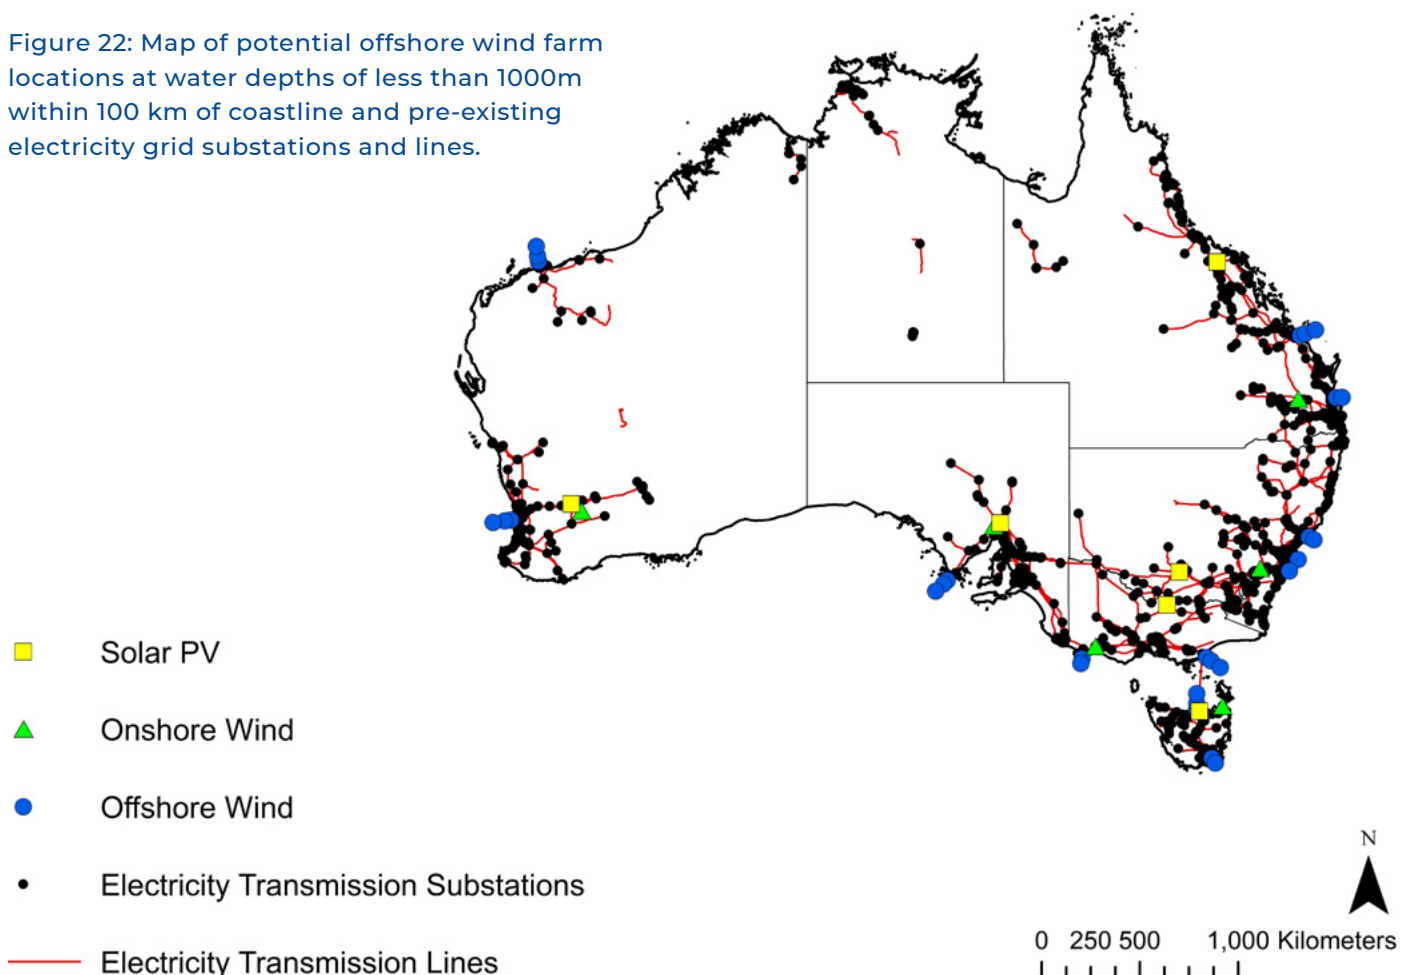 Figure 22: Map of potential offshore wind farm
locations at water depths of less than 1000m
within 100 km of coastline and pre-existing
electricity grid substations and lines.
Solar PV
Onshore Wind
Offshore Wind
Electricity Transmission Substations
Electricity Transmission Lines
N
0 250 500 1,000 Kilometers